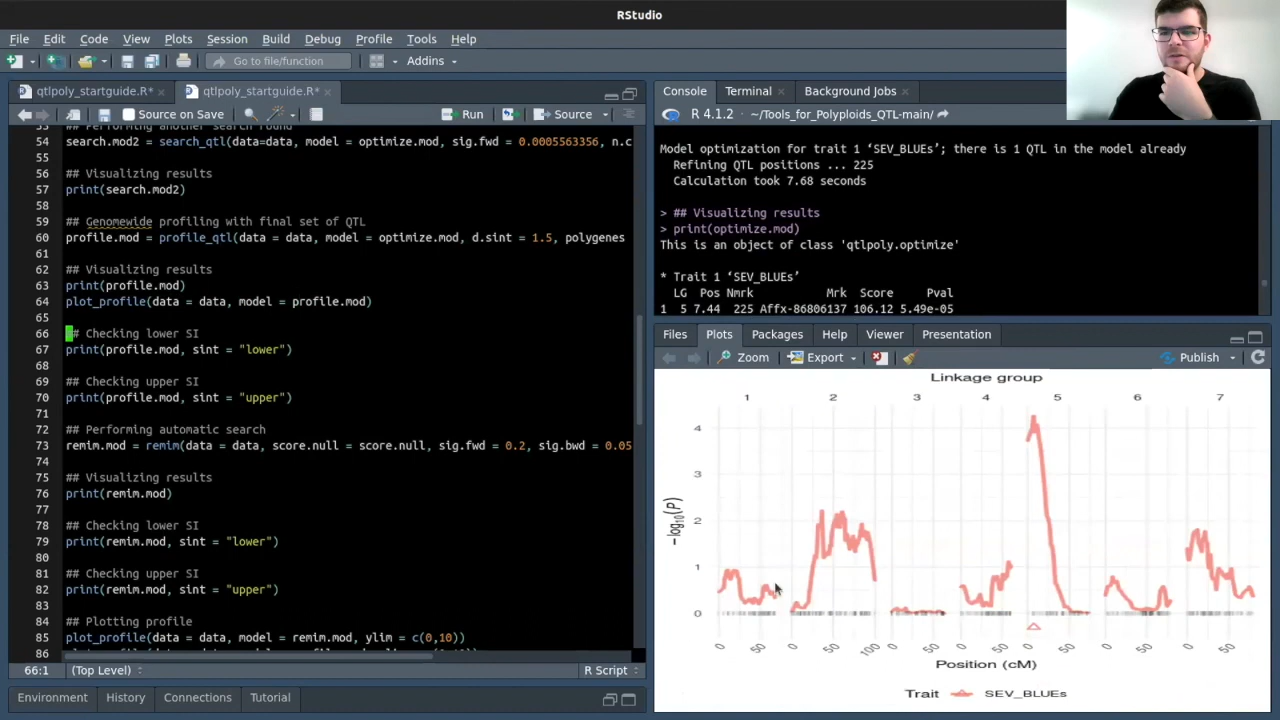 RStudio
File Edit Code View Plots Session Build Debug Profile Tools Help
Go to file/function Addins
qtlpoly_startguide.R* qtlpoly_startguide.R*
Source on Save Run Source
54 search.mod2 = search_qtl(data=data, model = optimize.mod, sig.fwd = 0.0005563356, n.c
55
56 ## Visualizing results
57 print(search.mod2)
58
59 ## Genomewide profiling with final set of QTL
60 profile.mod = profile_qtl(data = data, model = optimize.mod, d.sint = 1.5, polygenes
61
62 ## Visualizing results
63 print(profile.mod)
64 plot_profile(data = data, model = profile.mod)
65
66 ## Checking lower SI
67 print(profile.mod, sint = "lower")
68
69 ## Checking upper SI
70 print(profile.mod, sint = "upper")
71
72 ## Performing automatic search
73 remim.mod = remim(data = data, score.null = score.null, sig.fwd = 0.2, sig.bwd = 0.05
74
75 ## Visualizing results
76 print(remim.mod)
77
78 ## Checking lower SI
79 print(remim.mod, sint = "lower")
80
81 ## Checking upper SI
82 print(remim.mod, sint = "upper")
83
84 ## Plotting profile
85 plot_profile(data = data, model = remim.mod, ylim = c(0,10))
86
66:1 (Top Level) R Script
Environment History Connections Tutorial
Console Terminal Background Jobs
R 4.1.2 · ~/Tools_for_Polyploids_QTL-main/
Model optimization for trait 1 ‘SEV_BLUEs’; there is 1 QTL in the model already
Refining QTL positions ... 225
Calculation took 7.68 seconds
> ## Visualizing results
> print(optimize.mod)
This is an object of class 'qtlpoly.optimize'
* Trait 1 ‘SEV_BLUEs’
LG Pos Nmrk Mrk Score Pval
1 5 7.44 225 Affx-86806137 106.12 5.49e-05
Files Plots Packages Help Viewer Presentation
Zoom Export Publish
Linkage group
1 2 3 4 5 6 7
4
3
2
1
0
-log10(P)
0 50 0 50 100 0 50 0 50 0 50 0 50 0 50
Position (cM)
Trait SEV_BLUEs